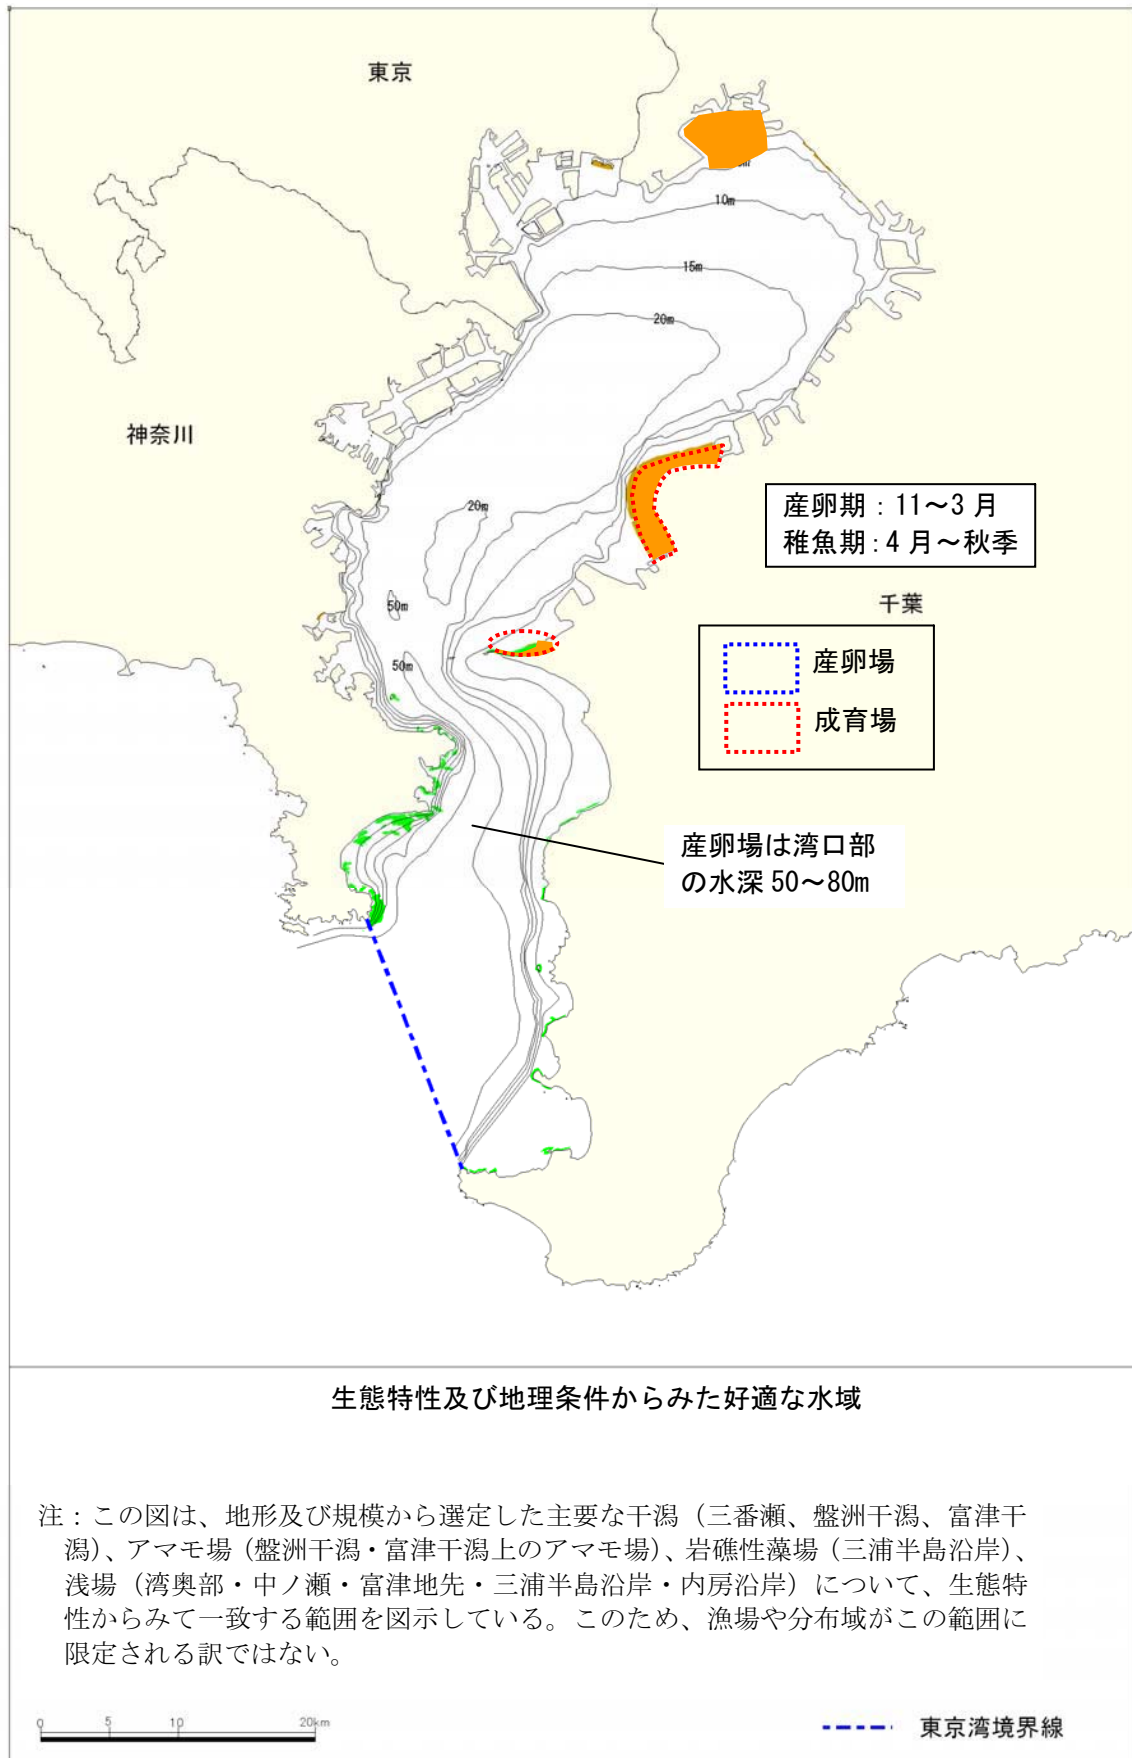 東京
10m
15m
20m
神奈川
20m
産卵期：11～3 月
稚魚期：4 月～秋季
千葉
50m
50m
産卵場
成育場
産卵場は湾口部
の水深 50～80m
生態特性及び地理条件からみた好適な水域
注：この図は、地形及び規模から選定した主要な干潟（三番瀬、盤洲干潟、富津干
潟）、アマモ場（盤洲干潟・富津干潟上のアマモ場）、岩礁性藻場（三浦半島沿岸）、
浅場（湾奥部・中ノ瀬・富津地先・三浦半島沿岸・内房沿岸）について、生態特
性からみて一致する範囲を図示している。このため、漁場や分布域がこの範囲に
限定される訳ではない。
0 5 10 20km
東京湾境界線